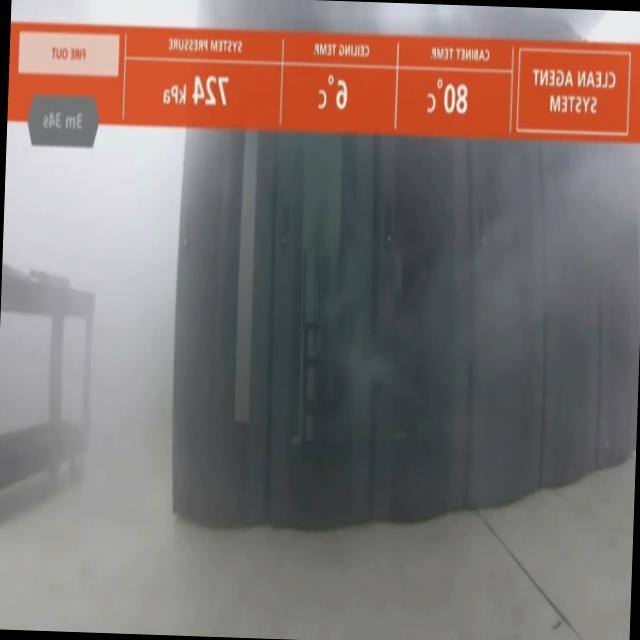 CLEAN AGENT
SYSTEM
CABINET TEMP.
80°C
CEILING TEMP.
6°C
SYSTEM PRESSURE
724 kPa
FIRE OUT
3m 34s